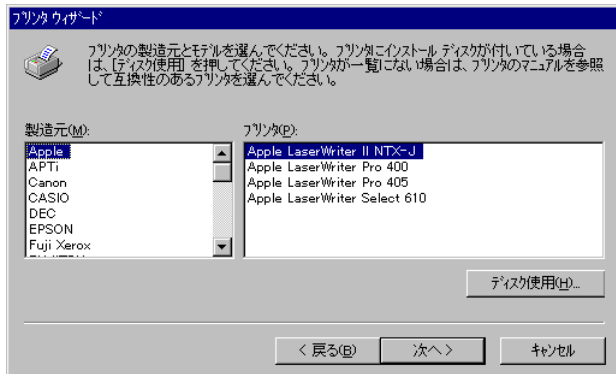 プリンタ ウィザード
プリンタの製造元とモデルを選んでください。プリンタにインストール ディスクが付いている場合
は、[ディスク使用] を押してください。プリンタが一覧にない場合は、プリンタのマニュアルを参照
して互換性のあるプリンタを選んでください。
製造元(M):
Apple
APTi
Canon
CASIO
DEC
EPSON
Fuji Xerox
プリンタ(P):
Apple LaserWriter II NTX-J
Apple LaserWriter Pro 400
Apple LaserWriter Pro 405
Apple LaserWriter Select 610
ディスク使用(H)...
< 戻る(B)
次へ >
キャンセル